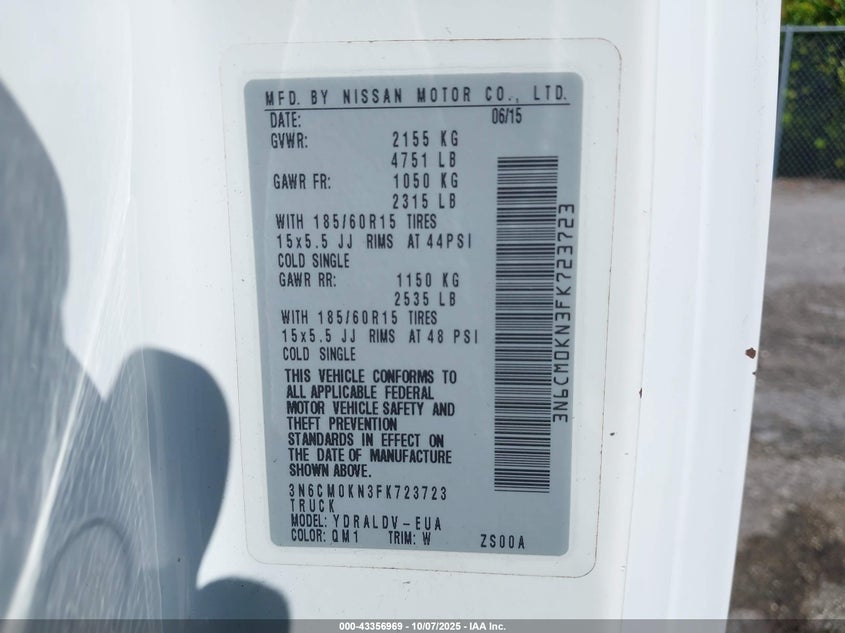 MFD. BY NISSAN MOTOR CO., LTD.
DATE: 06/15
GVWR: 2155 KG
4751 LB
GAWR FR: 1050 KG
2315 LB
WITH 185/60R15 TIRES
15x5.5 JJ RIMS AT 44PSI
COLD SINGLE
GAWR RR: 1150 KG
2535 LB
WITH 185/60R15 TIRES
15x5.5 JJ RIMS AT 48 PSI
COLD SINGLE
THIS VEHICLE CONFORMS TO
ALL APPLICABLE FEDERAL
MOTOR VEHICLE SAFETY AND
THEFT PREVENTION
STANDARDS IN EFFECT ON
THE DATE OF MANUFACTURE
SHOWN ABOVE.
3N6CM0KN3FK723723
TRUCK
MODEL: YDRALDV-EUA
COLOR: QM1 TRIM: W ZS00A
3N6CM0KN3FK723723
000-43356969 - 10/07/2025 - IAA Inc.